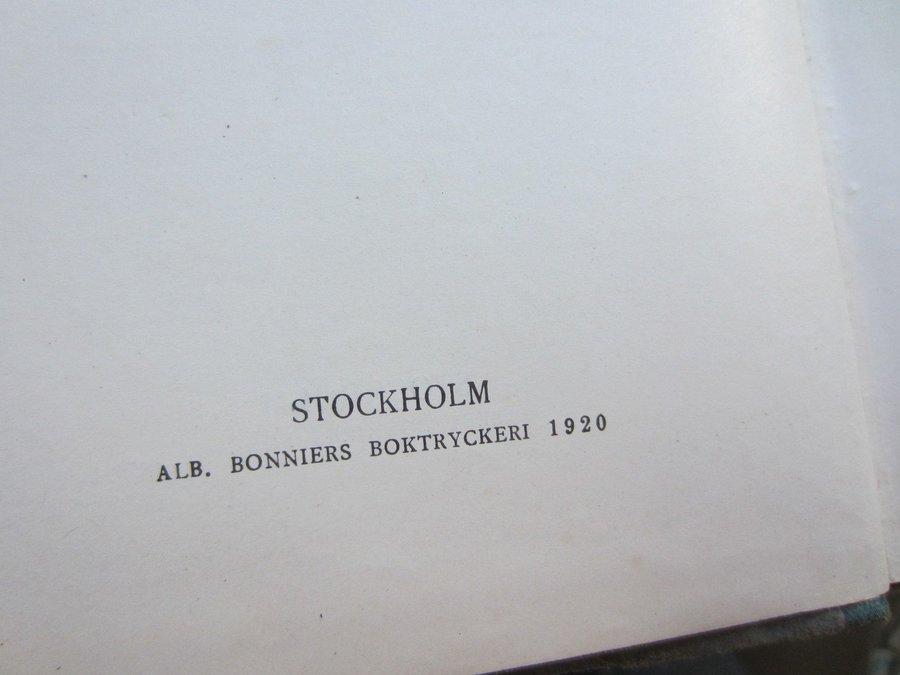 STOCKHOLM
ALB. BONNIERS BOKTRYCKERI 1920